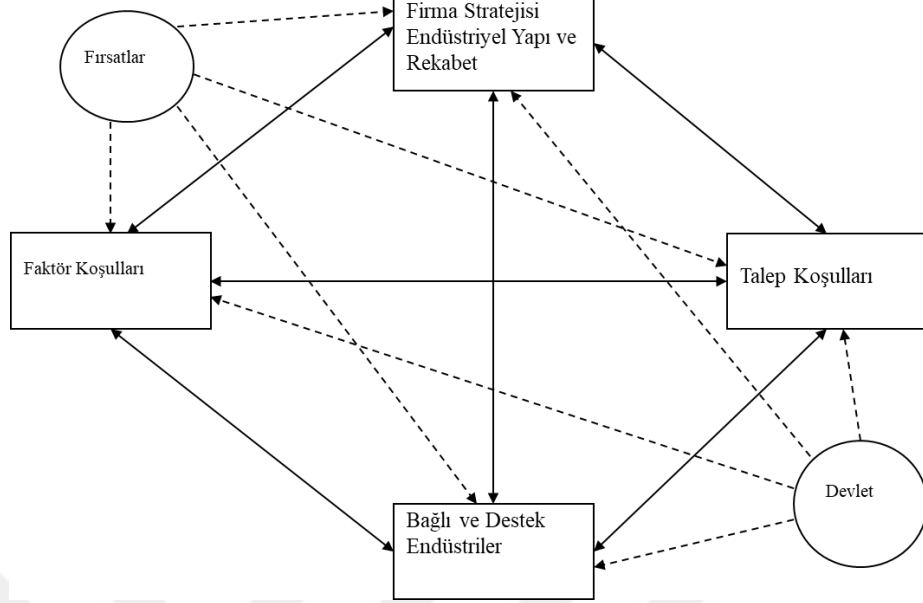 Firma Stratejisi
Endüstriyel Yapı ve
Rekabet
Fırsatlar
Faktör Koşulları
Talep Koşulları
Devlet
Bağlı ve Destek
Endüstriler